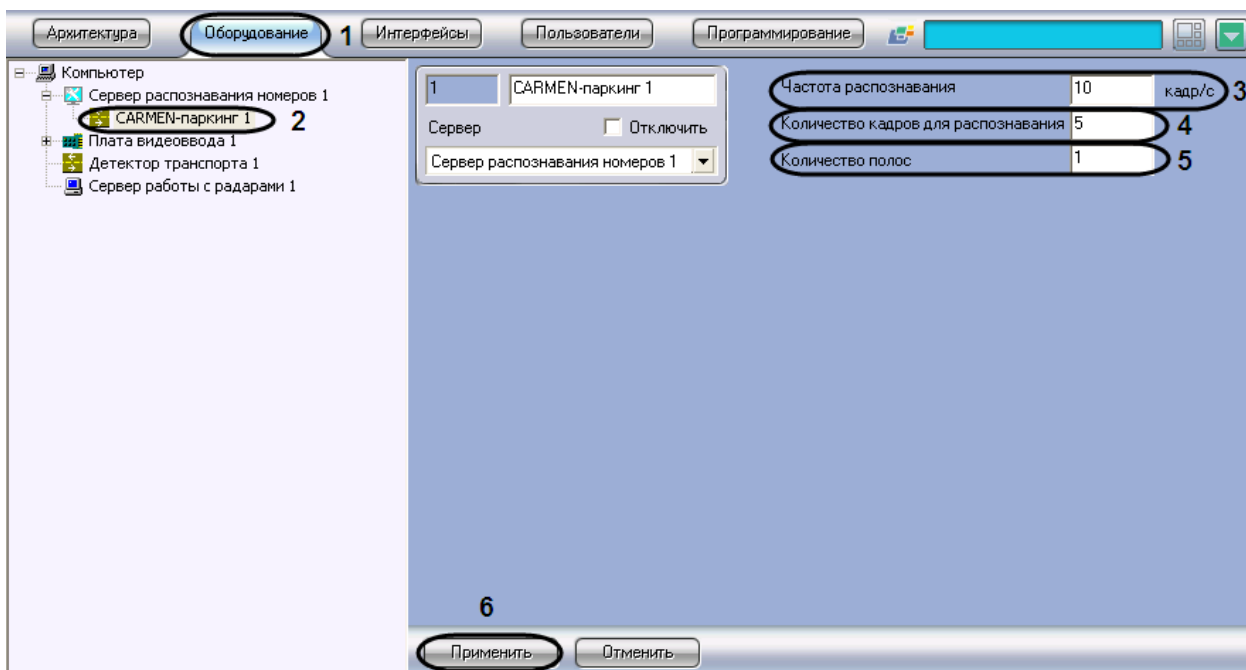 Архитектура Оборудование 1 Интерфейсы Пользователи Программирование
Компьютер
Сервер распознавания номеров 1
CARMEN-паркинг 1 2
Плата видеоввода 1
Детектор транспорта 1
Сервер работы с радарами 1
1 CARMEN-паркинг 1
Сервер Отключить
Сервер распознавания номеров 1
Частота распознавания 10 кадр/с 3
Количество кадров для распознавания 5 4
Количество полос 1 5
6
Применить Отменить